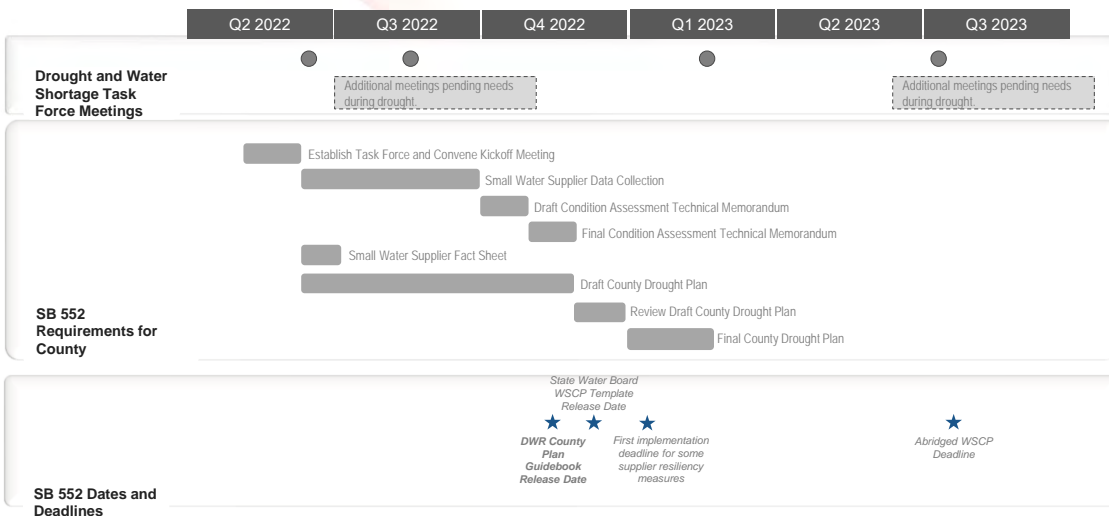 Q2 2022
Q3 2022
Q4 2022
Q1 2023
Q2 2023
Q3 2023
Drought and Water
Shortage Task
Force Meetings
Additional meetings pending needs
during drought.
Additional meetings pending needs
during drought.
SB 552
Requirements for
County
Establish Task Force and Convene Kickoff Meeting
Small Water Supplier Data Collection
Draft Condition Assessment Technical Memorandum
Final Condition Assessment Technical Memorandum
Small Water Supplier Fact Sheet
Draft County Drought Plan
Review Draft County Drought Plan
Final County Drought Plan
SB 552 Dates and
Deadlines
State Water Board
WSCP Template
Release Date
DWR County
Plan
Guidebook
Release Date
First implementation
deadline for some
supplier resiliency
measures
Abridged WSCP
Deadline